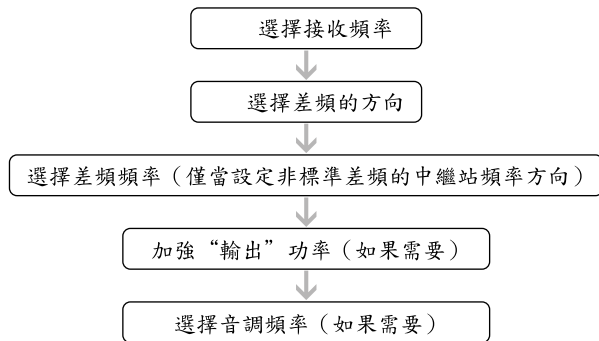 選擇接收頻率
選擇差頻的方向
選擇差頻頻率(僅當設定非標準差頻的中繼站頻率方向)
加強“輸出”功率(如果需要)
選擇音調頻率(如果需要)